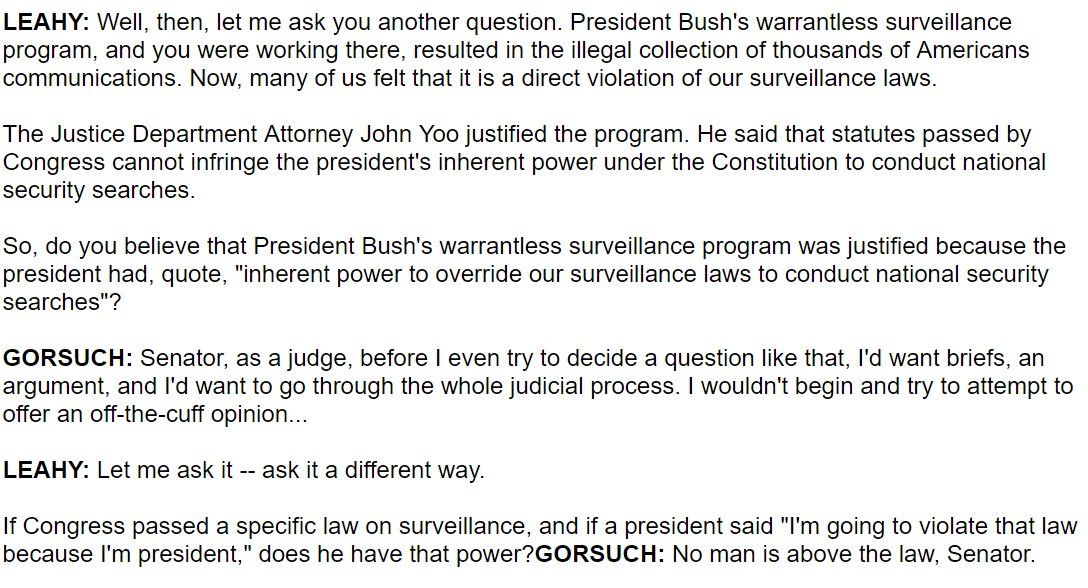 LEAHY: Well, then, let me ask you another question. President Bush's warrantless surveillance
program, and you were working there, resulted in the illegal collection of thousands of Americans
communications. Now, many of us felt that it is a direct violation of our surveillance laws.
The Justice Department Attorney John Yoo justified the program. He said that statutes passed by
Congress cannot infringe the president's inherent power under the Constitution to conduct national
security searches.
So, do you believe that President Bush's warrantless surveillance program was justified because the
president had, quote, "inherent power to override our surveillance laws to conduct national security
searches"?
GORSUCH: Senator, as a judge, before I even try to decide a question like that, I'd want briefs, an
argument, and I'd want to go through the whole judicial process. I wouldn't begin and try to attempt to
offer an off-the-cuff opinion...
LEAHY: Let me ask it -- ask it a different way.
If Congress passed a specific law on surveillance, and if a president said "I'm going to violate that law
because I'm president," does he have that power?GORSUCH: No man is above the law, Senator.